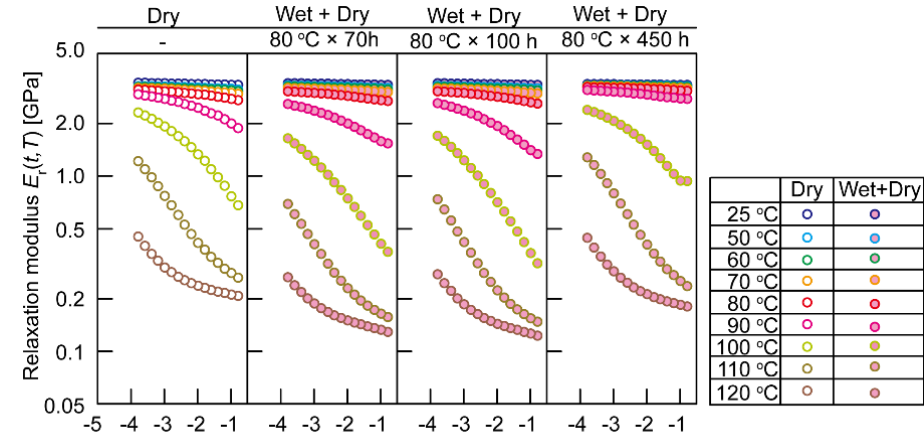 Dry Wet + Dry Wet + Dry Wet + Dry
- 80 °C × 70h 80 °C × 100 h 80 °C × 450 h
Relaxation modulus Er(t,T) [GPa]
5.0
2.0
1.0
0.5
0.2
0.1
0.05
-5 -4 -3 -2 -1 -4 -3 -2 -1 -4 -3 -2 -1 -4 -3 -2 -1
Dry Wet+Dry
25 °C
50 °C
60 °C
70 °C
80 °C
90 °C
100 °C
110 °C
120 °C